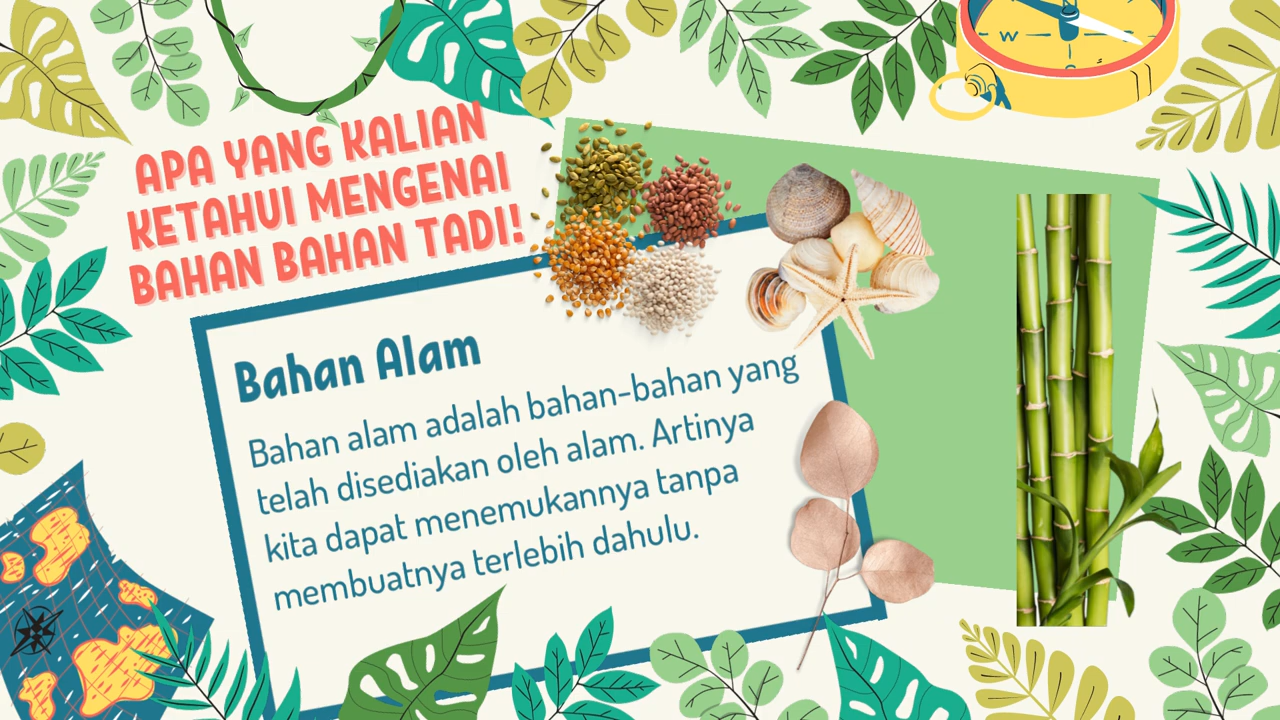 APA YANG KALIAN
KETAHUI MENGENAI
BAHAN BAHAN TADI!
Bahan Alam
Bahan alam adalah bahan-bahan yang
telah disediakan oleh alam. Artinya
kita dapat menemukannya tanpa
membuatnya terlebih dahulu.
W
S